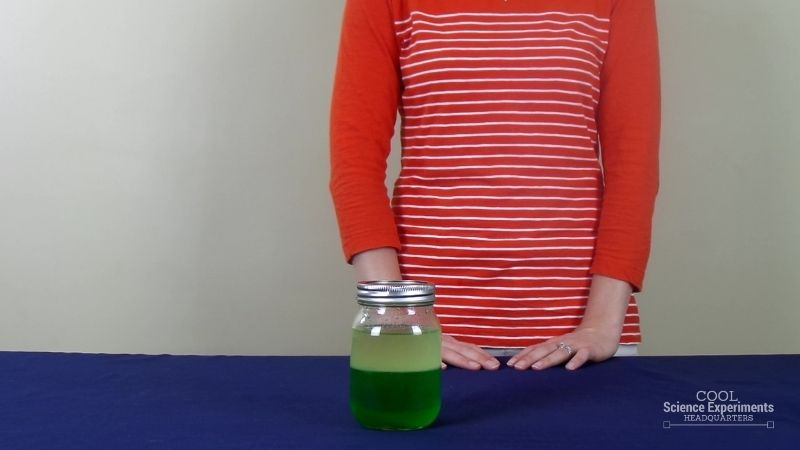 COOL
Science Experiments
HEADQUARTERS